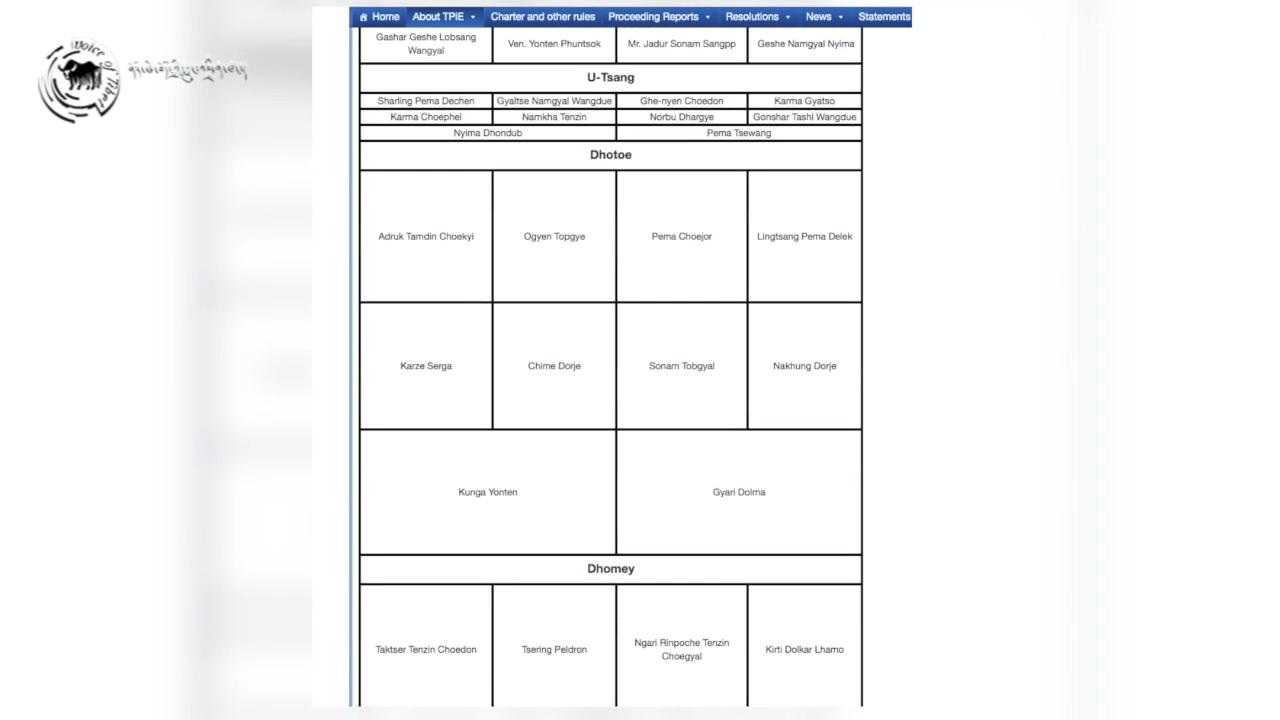 Home About TPiE Charter and other rules Proceeding Reports Resolutions News Statements
Voice of Tibet
Gashar Geshe Lobsang
Wangyal
Ven. Yonten Phuntsok
Mr. Jadur Sonam Sangpp
Geshe Namgyal Nyima
U-Tsang
Sharling Pema Dechen Gyaltse Namgyal Wangdue Ghe-nyen Choedon Karma Gyatso
Karma Choephel Namkha Tenzin Norbu Dhargye Gonshar Tashi Wangdue
Nyima Dhondub Pema Tsewang
Dhotoe
Adruk Tamdin Choekyi Ogyen Topgye Pema Choejor Lingtsang Pema Delek
Karze Serga Chime Dorje Sonam Tobgyal Nakhung Dorje
Kunga Yonten Gyari Dolma
Dhomey
Taktser Tenzin Choedon Tsering Peldron
Ngari Rinpoche Tenzin
Choegyal
Kirti Dolkar Lhamo